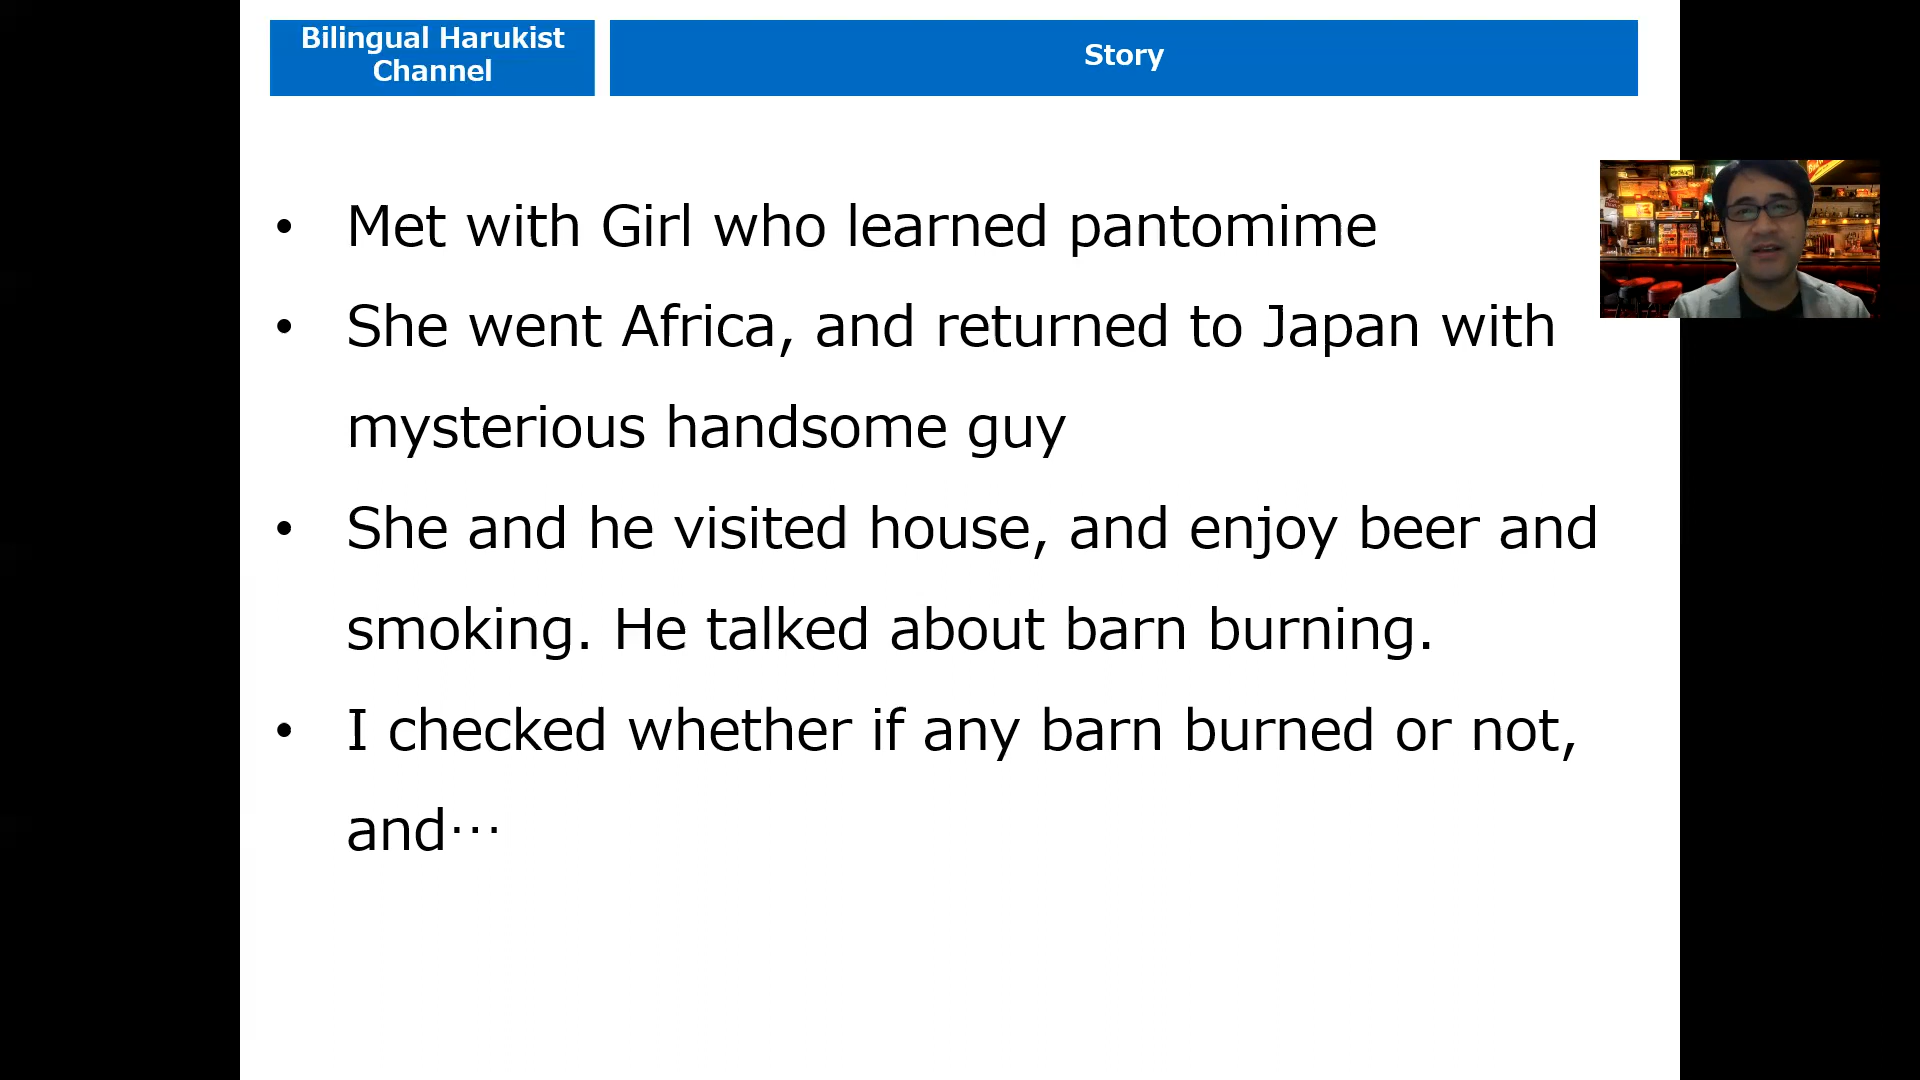 Bilingual Harukist
Channel
Story
• Met with Girl who learned pantomime
• She went Africa, and returned to Japan with
mysterious handsome guy
• She and he visited house, and enjoy beer and
smoking. He talked about barn burning.
• I checked whether if any barn burned or not,
and⋯